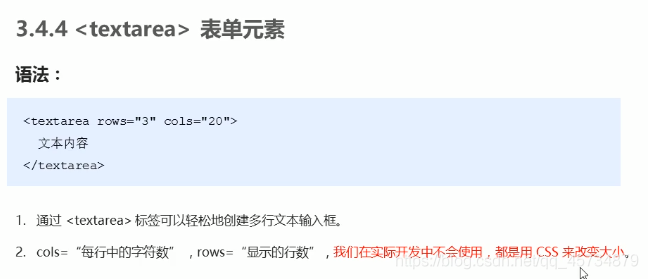 3.4.4 <textarea> 表单元素
语法：
<textarea rows="3" cols="20">
文本内容
</textarea>
1. 通过 <textarea> 标签可以轻松地创建多行文本输入框。
2. cols=“每行中的字符数” ，rows=“显示的行数”，我们在实际开发中不会使用，都是用 CSS 来改变大小。
https://blog.csdn.net/qq_45734879